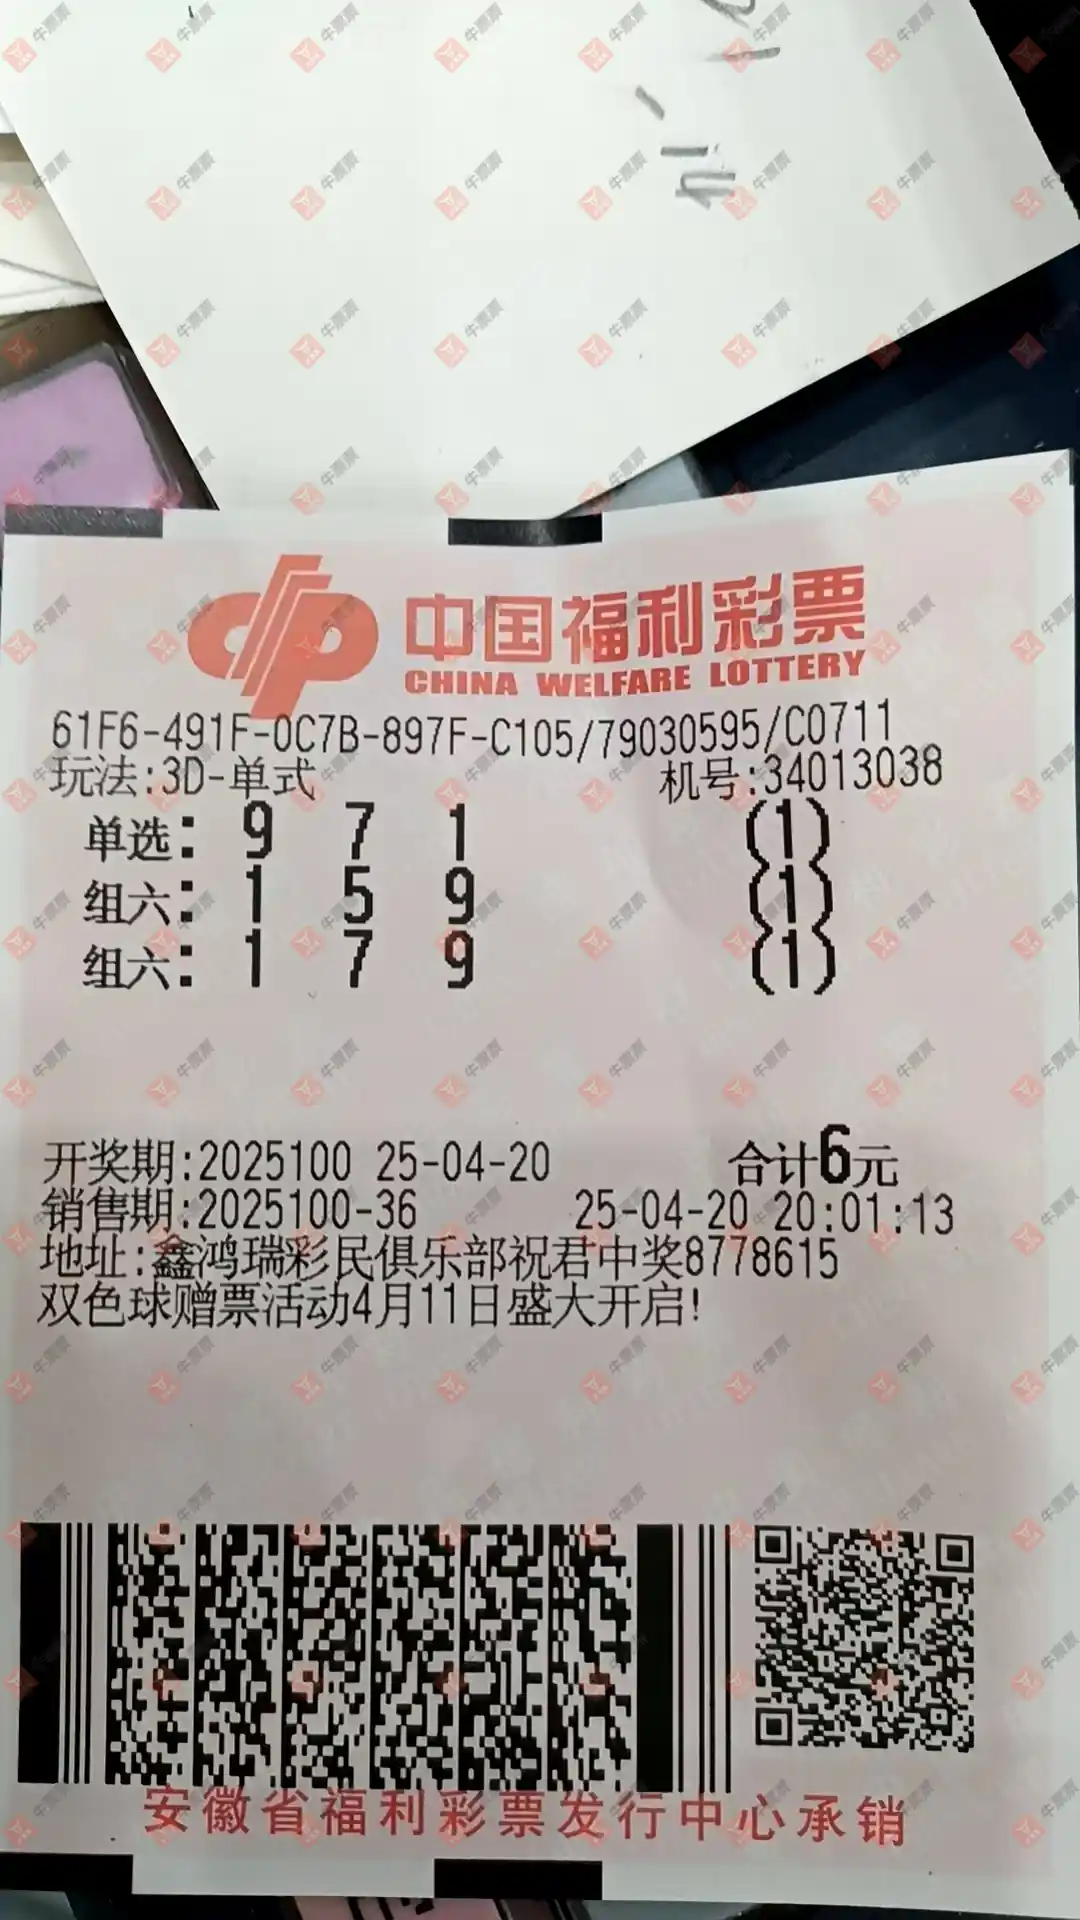 中国福利彩票
CHINA WELFARE LOTTERY
61F6-491F-0C7B-897F-C105/79030595/C0711
玩法:3D-单式 机号:34013038
单选: 9 7 1 (1)
组六: 1 5 9 (1)
组六: 1 7 9 (1)
开奖期:2025100 25-04-20 合计6元
销售期:2025100-36 25-04-20 20:01:13
地址:鑫鸿瑞彩民俱乐部祝君中奖8778615
双色球赠票活动4月11日盛大开启!
安徽省福利彩票发行中心承销
牛票票